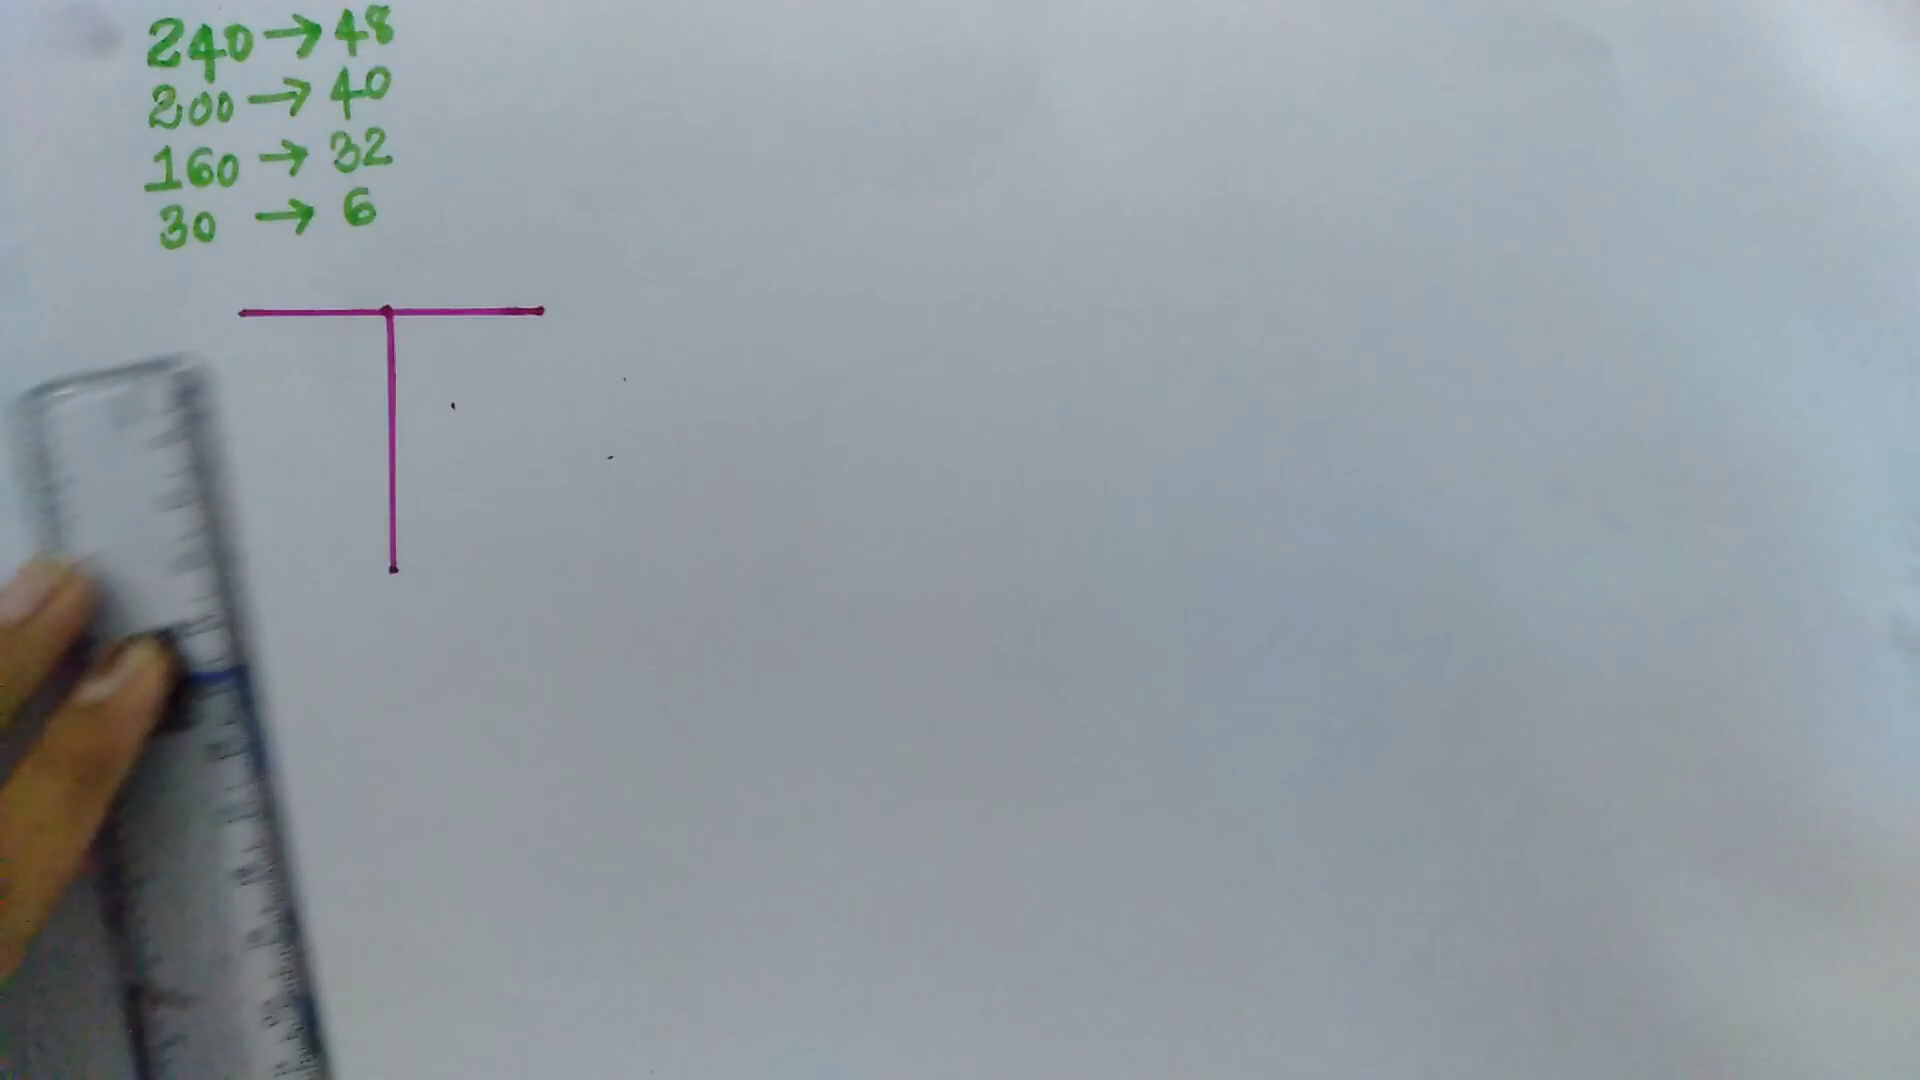 240 → 48
200 → 40
160 → 32
30 → 6